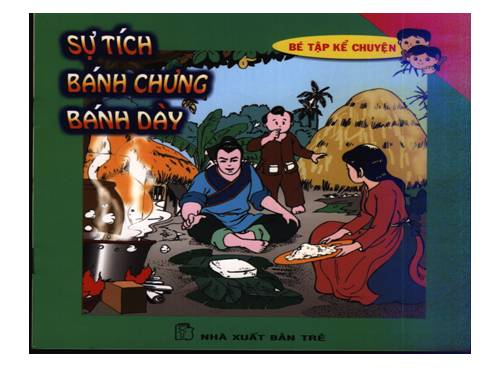 SỰ TÍCH
BÁNH CHƯNG
BÁNH DÀY
BÉ TẬP KỂ CHUYỆN
NHÀ XUẤT BẢN TRẺ